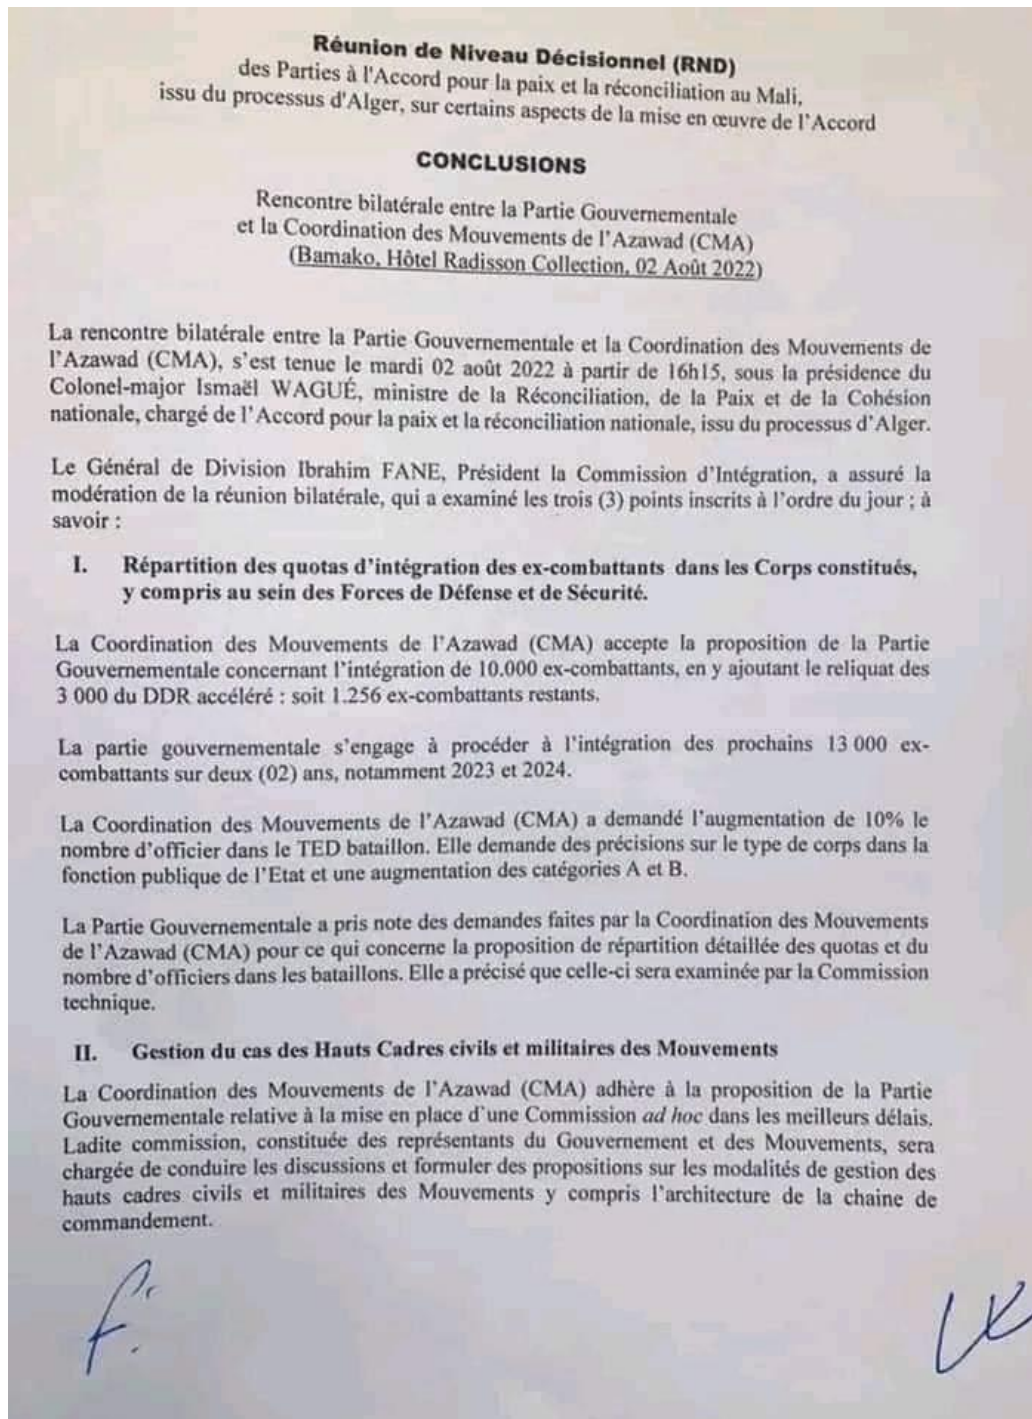 Réunion de Niveau Décisionnel (RND)
des Parties à l'Accord pour la paix et la réconciliation au Mali,
issu du processus d'Alger, sur certains aspects de la mise en œuvre de l'Accord
CONCLUSIONS
Rencontre bilatérale entre la Partie Gouvernementale
et la Coordination des Mouvements de l'Azawad (CMA)
(Bamako, Hôtel Radisson Collection, 02 Août 2022)
La rencontre bilatérale entre la Partie Gouvernementale et la Coordination des Mouvements de
l'Azawad (CMA), s'est tenue le mardi 02 août 2022 à partir de 16h15, sous la présidence du
Colonel-major Ismaël WAGUÉ, ministre de la Réconciliation, de la Paix et de la Cohésion
nationale, chargé de l'Accord pour la paix et la réconciliation nationale, issu du processus d'Alger.
Le Général de Division Ibrahim FANE, Président la Commission d'Intégration, a assuré la
modération de la réunion bilatérale, qui a examiné les trois (3) points inscrits à l'ordre du jour ; à
savoir :
I. Répartition des quotas d'intégration des ex-combattants dans les Corps constitués,
y compris au sein des Forces de Défense et de Sécurité.
La Coordination des Mouvements de l'Azawad (CMA) accepte la proposition de la Partie
Gouvernementale concernant l'intégration de 10.000 ex-combattants, en y ajoutant le reliquat des
3 000 du DDR accéléré : soit 1.256 ex-combattants restants.
La partie gouvernementale s'engage à procéder à l'intégration des prochains 13 000 ex-
combattants sur deux (02) ans, notamment 2023 et 2024.
La Coordination des Mouvements de l'Azawad (CMA) a demandé l'augmentation de 10% le
nombre d'officier dans le TED bataillon. Elle demande des précisions sur le type de corps dans la
fonction publique de l'Etat et une augmentation des catégories A et B.
La Partie Gouvernementale a pris note des demandes faites par la Coordination des Mouvements
de l'Azawad (CMA) pour ce qui concerne la proposition de répartition détaillée des quotas et du
nombre d'officiers dans les bataillons. Elle a précisé que celle-ci sera examinée par la Commission
technique.
II. Gestion du cas des Hauts Cadres civils et militaires des Mouvements
La Coordination des Mouvements de l'Azawad (CMA) adhère à la proposition de la Partie
Gouvernementale relative à la mise en place d'une Commission ad hoc dans les meilleurs délais.
Ladite commission, constituée des représentants du Gouvernement et des Mouvements, sera
chargée de conduire les discussions et formuler des propositions sur les modalités de gestion des
hauts cadres civils et militaires des Mouvements y compris l'architecture de la chaine de
commandement.